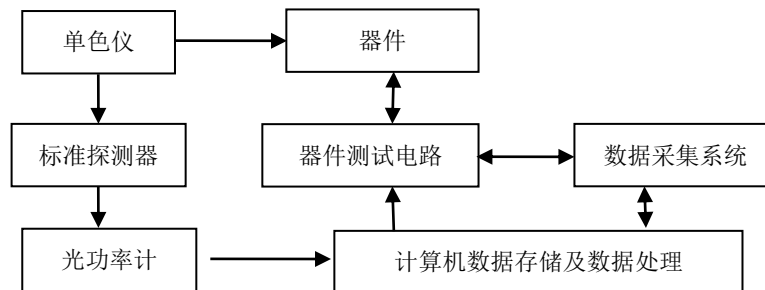 单色仪
器件
标准探测器
器件测试电路
数据采集系统
光功率计
计算机数据存储及数据处理